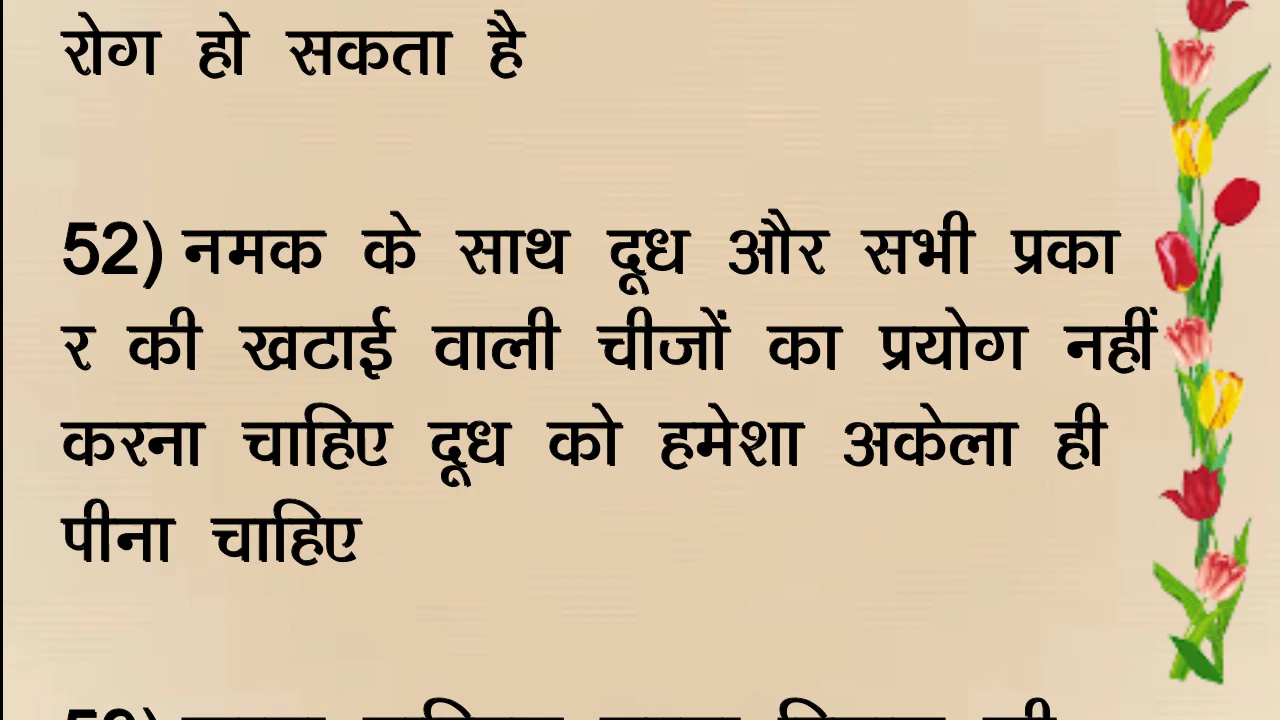 रोग हो सकता है
52) नमक के साथ दूध और सभी प्रका
र की खटाई वाली चीजों का प्रयोग नहीं
करना चाहिए दूध को हमेशा अकेला ही
पीना चाहिए